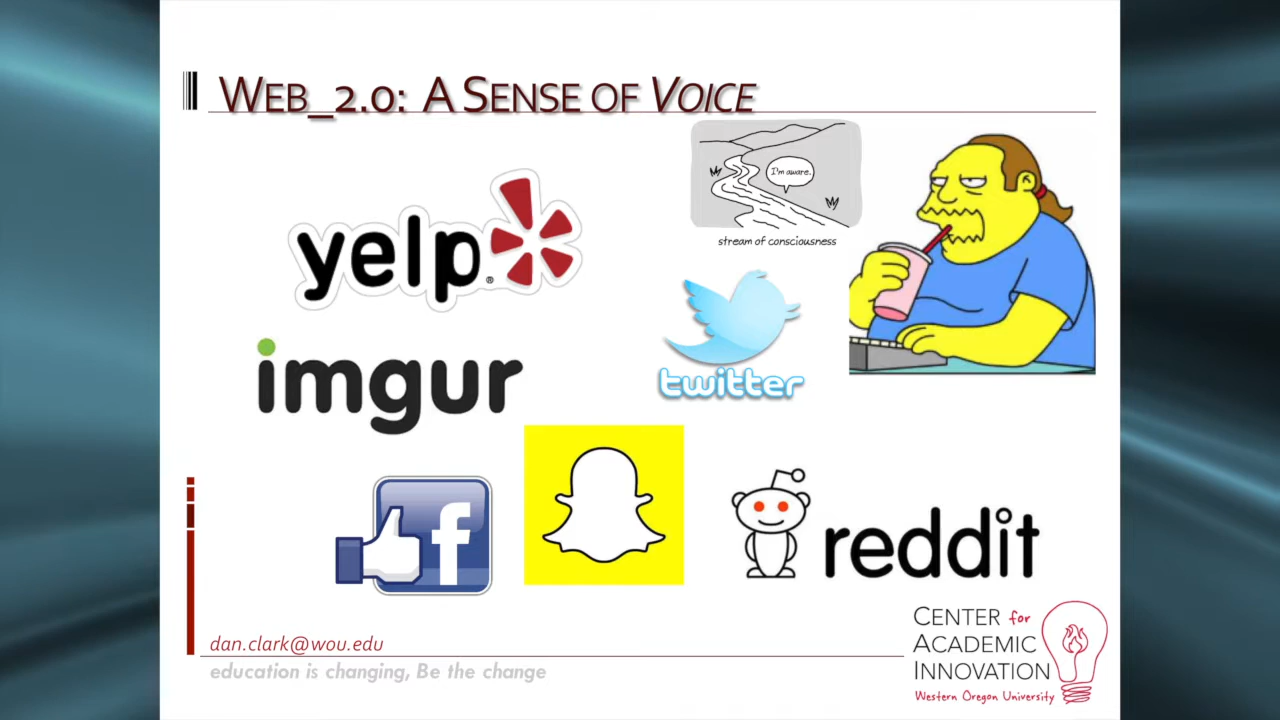 WEB_2.0: A SENSE OF VOICE
I'm aware.
stream of consciousness
yelp®
imgur
twitter
f
reddit
dan.clark@wou.edu
education is changing, Be the change
CENTER for
ACADEMIC
INNOVATION
Western Oregon University